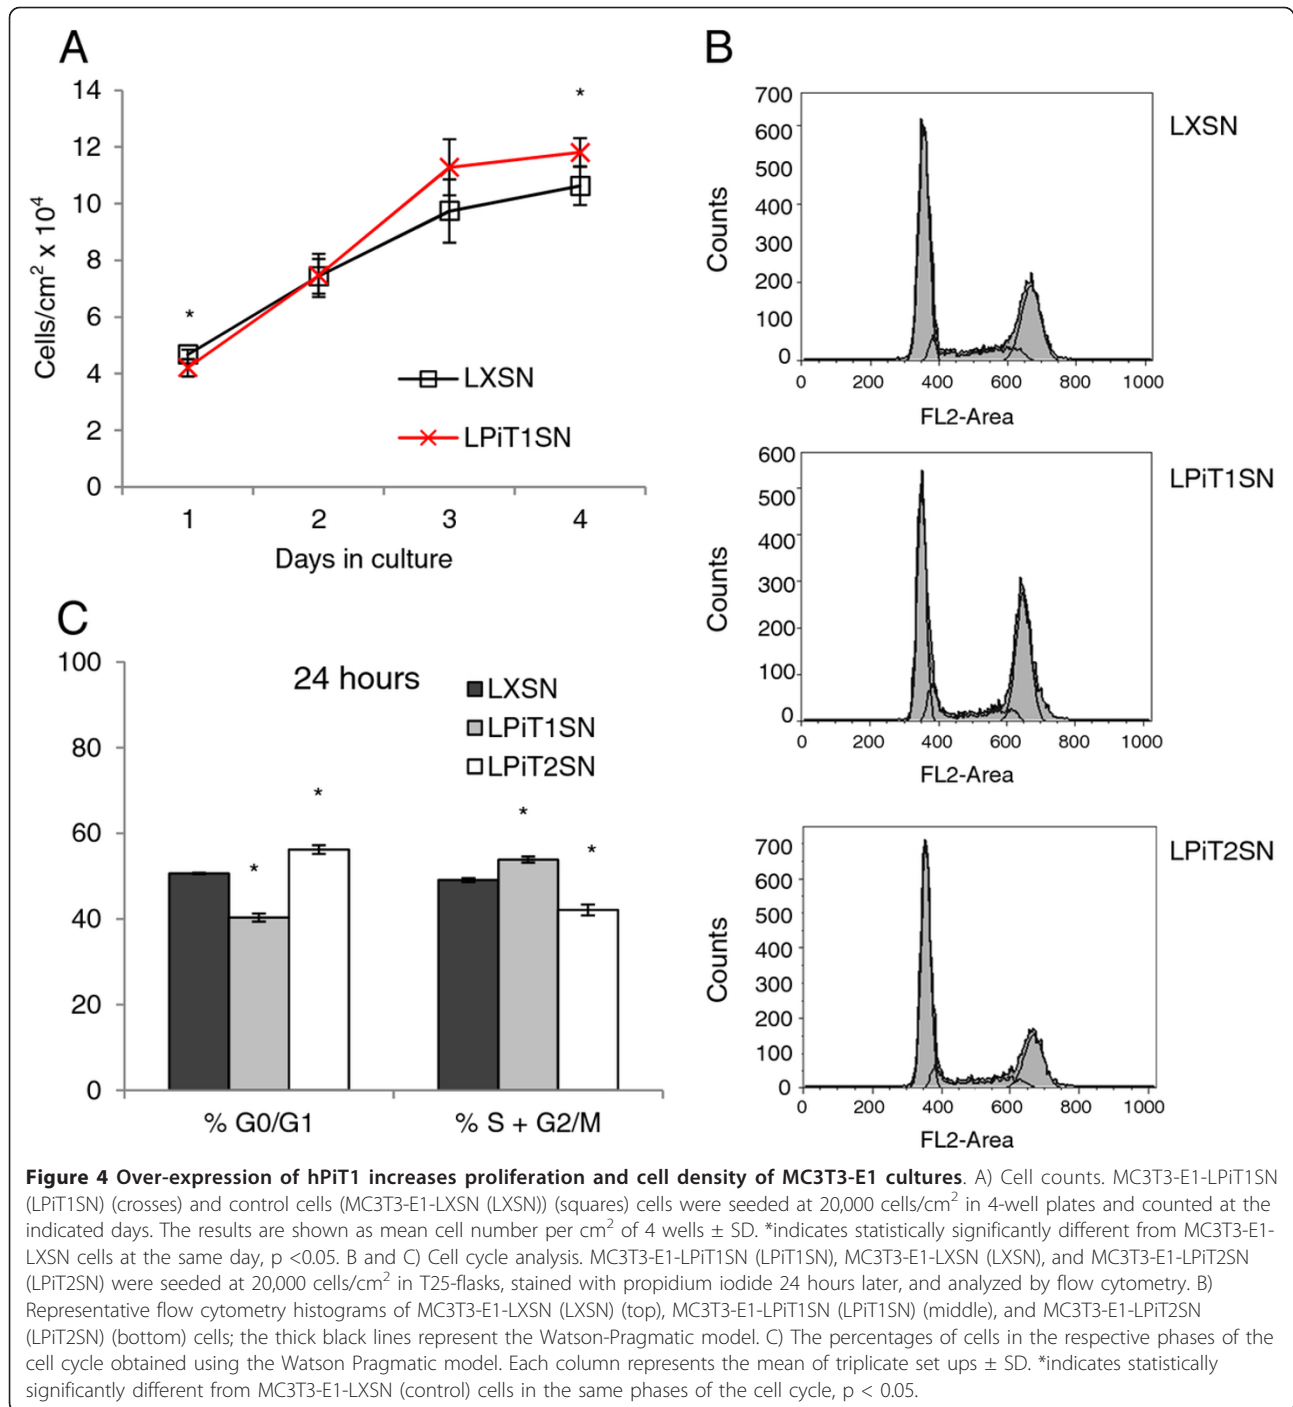 A
14
12
10
8
6
4
2
0
Cells/cm² x 10⁴
*
*
LXSN
LPiT1SN
1 2 3 4
Days in culture
B
700
600
500
400
300
200
100
0
Counts
0 200 400 600 800 1000
FL2-Area
LXSN
600
500
400
300
200
100
0
Counts
0 200 400 600 800 1000
FL2-Area
LPiT1SN
700
600
500
400
300
200
100
0
Counts
0 200 400 600 800 1000
FL2-Area
LPiT2SN
C
100
80
60
40
20
0
24 hours
LXSN
LPiT1SN
LPiT2SN
* * * *
% G0/G1 % S + G2/M
Figure 4 Over-expression of hPiT1 increases proliferation and cell density of MC3T3-E1 cultures. A) Cell counts. MC3T3-E1-LPiT1SN
(LPiT1SN) (crosses) and control cells (MC3T3-E1-LXSN (LXSN)) (squares) cells were seeded at 20,000 cells/cm² in 4-well plates and counted at the
indicated days. The results are shown as mean cell number per cm² of 4 wells ± SD. *indicates statistically significantly different from MC3T3-E1-
LXSN cells at the same day, p <0.05. B and C) Cell cycle analysis. MC3T3-E1-LPiT1SN (LPiT1SN), MC3T3-E1-LXSN (LXSN), and MC3T3-E1-LPiT2SN
(LPiT2SN) were seeded at 20,000 cells/cm² in T25-flasks, stained with propidium iodide 24 hours later, and analyzed by flow cytometry. B)
Representative flow cytometry histograms of MC3T3-E1-LXSN (LXSN) (top), MC3T3-E1-LPiT1SN (LPiT1SN) (middle), and MC3T3-E1-LPiT2SN
(LPiT2SN) (bottom) cells; the thick black lines represent the Watson-Pragmatic model. C) The percentages of cells in the respective phases of the
cell cycle obtained using the Watson Pragmatic model. Each column represents the mean of triplicate set ups ± SD. *indicates statistically
significantly different from MC3T3-E1-LXSN (control) cells in the same phases of the cell cycle, p < 0.05.